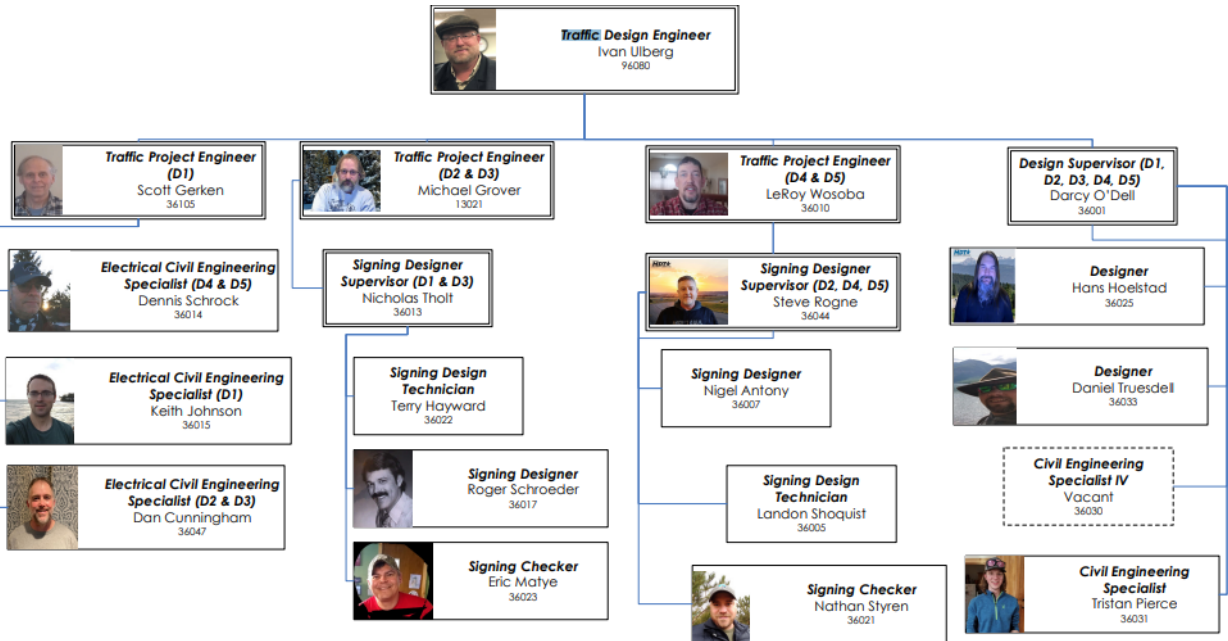 Traffic Design Engineer
Ivan Ulberg
96080
Traffic Project Engineer
(D1)
Scott Gerken
36105
Traffic Project Engineer
(D2 & D3)
Michael Grover
13021
Traffic Project Engineer
(D4 & D5)
LeRoy Wosoba
36010
Design Supervisor (D1,
D2, D3, D4, D5)
Darcy O'Dell
36001
Electrical Civil Engineering
Specialist (D4 & D5)
Dennis Schrock
36014
Signing Designer
Supervisor (D1 & D3)
Nicholas Tholt
36013
Signing Designer
Supervisor (D2, D4, D5)
Steve Rogne
36044
Designer
Hans Hoelstad
36025
Electrical Civil Engineering
Specialist (D1)
Keith Johnson
36015
Signing Design
Technician
Terry Hayward
36022
Signing Designer
Nigel Antony
36007
Designer
Daniel Truesdell
36033
Electrical Civil Engineering
Specialist (D2 & D3)
Dan Cunningham
36047
Signing Designer
Roger Schroeder
36017
Signing Design
Technician
Landon Shoquist
36005
Civil Engineering
Specialist IV
Vacant
36030
Signing Checker
Eric Matye
36023
Signing Checker
Nathan Styren
36021
Civil Engineering
Specialist
Tristan Pierce
36031